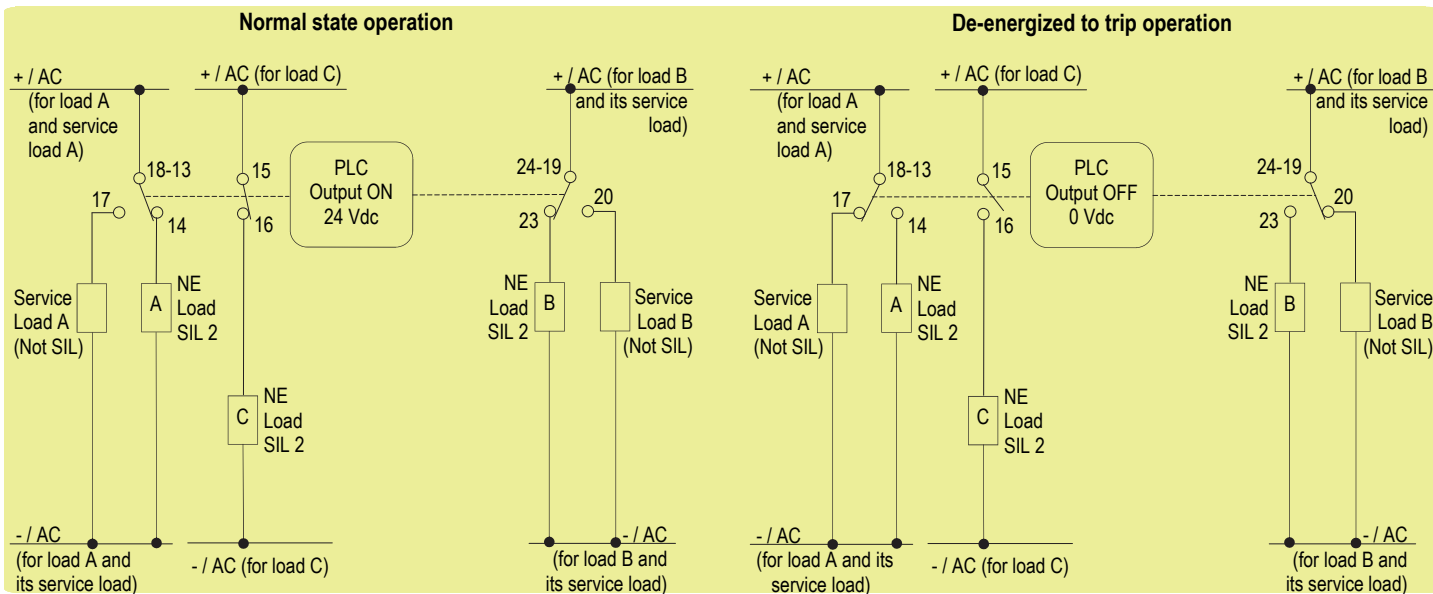 Normal state operation
+ / AC
(for load A
and service
load A)
+ / AC (for load C)
+ / AC (for load B
and its service
load)
18-13
15
PLC
Output ON
24 Vdc
24-19
17
14
16
23
20
Service
Load A
(Not SIL)
A
NE
Load
SIL 2
NE
Load
SIL 2
B
Service
Load B
(Not SIL)
C
NE
Load
SIL 2
- / AC
(for load A and
its service load)
- / AC (for load C)
- / AC
(for load B and
its service load)
De-energized to trip operation
+ / AC
(for load A
and service
load A)
+ / AC (for load C)
+ / AC (for load B
and its service
load)
18-13
15
PLC
Output OFF
0 Vdc
24-19
17
14
16
23
20
Service
Load A
(Not SIL)
A
NE
Load
SIL 2
NE
Load
SIL 2
B
Service
Load B
(Not SIL)
C
NE
Load
SIL 2
- / AC
(for load A and its
service load)
- / AC (for load C)
- / AC
(for load B and
its service load)